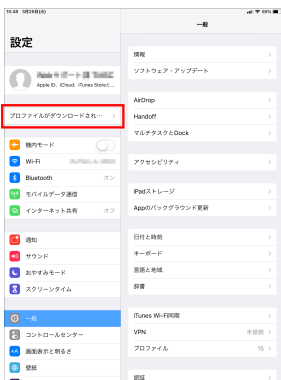 15:48 3月26日(火)
65%
設定
Apple ID、iCloud、iTunes Storeと...
プロファイルがダウンロードされ…
機内モード
Wi-Fi
Bluetooth オン
モバイルデータ通信
インターネット共有 オフ
通知
サウンド
おやすみモード
スクリーンタイム
一般
コントロールセンター
画面表示と明るさ
壁紙
一般
情報
ソフトウェア・アップデート
AirDrop
Handoff
マルチタスクとDock
アクセシビリティ
iPadストレージ
Appのバックグラウンド更新
日付と時刻
キーボード
言語と地域
辞書
iTunes Wi-Fi同期
VPN 未接続
プロファイル 15
認証